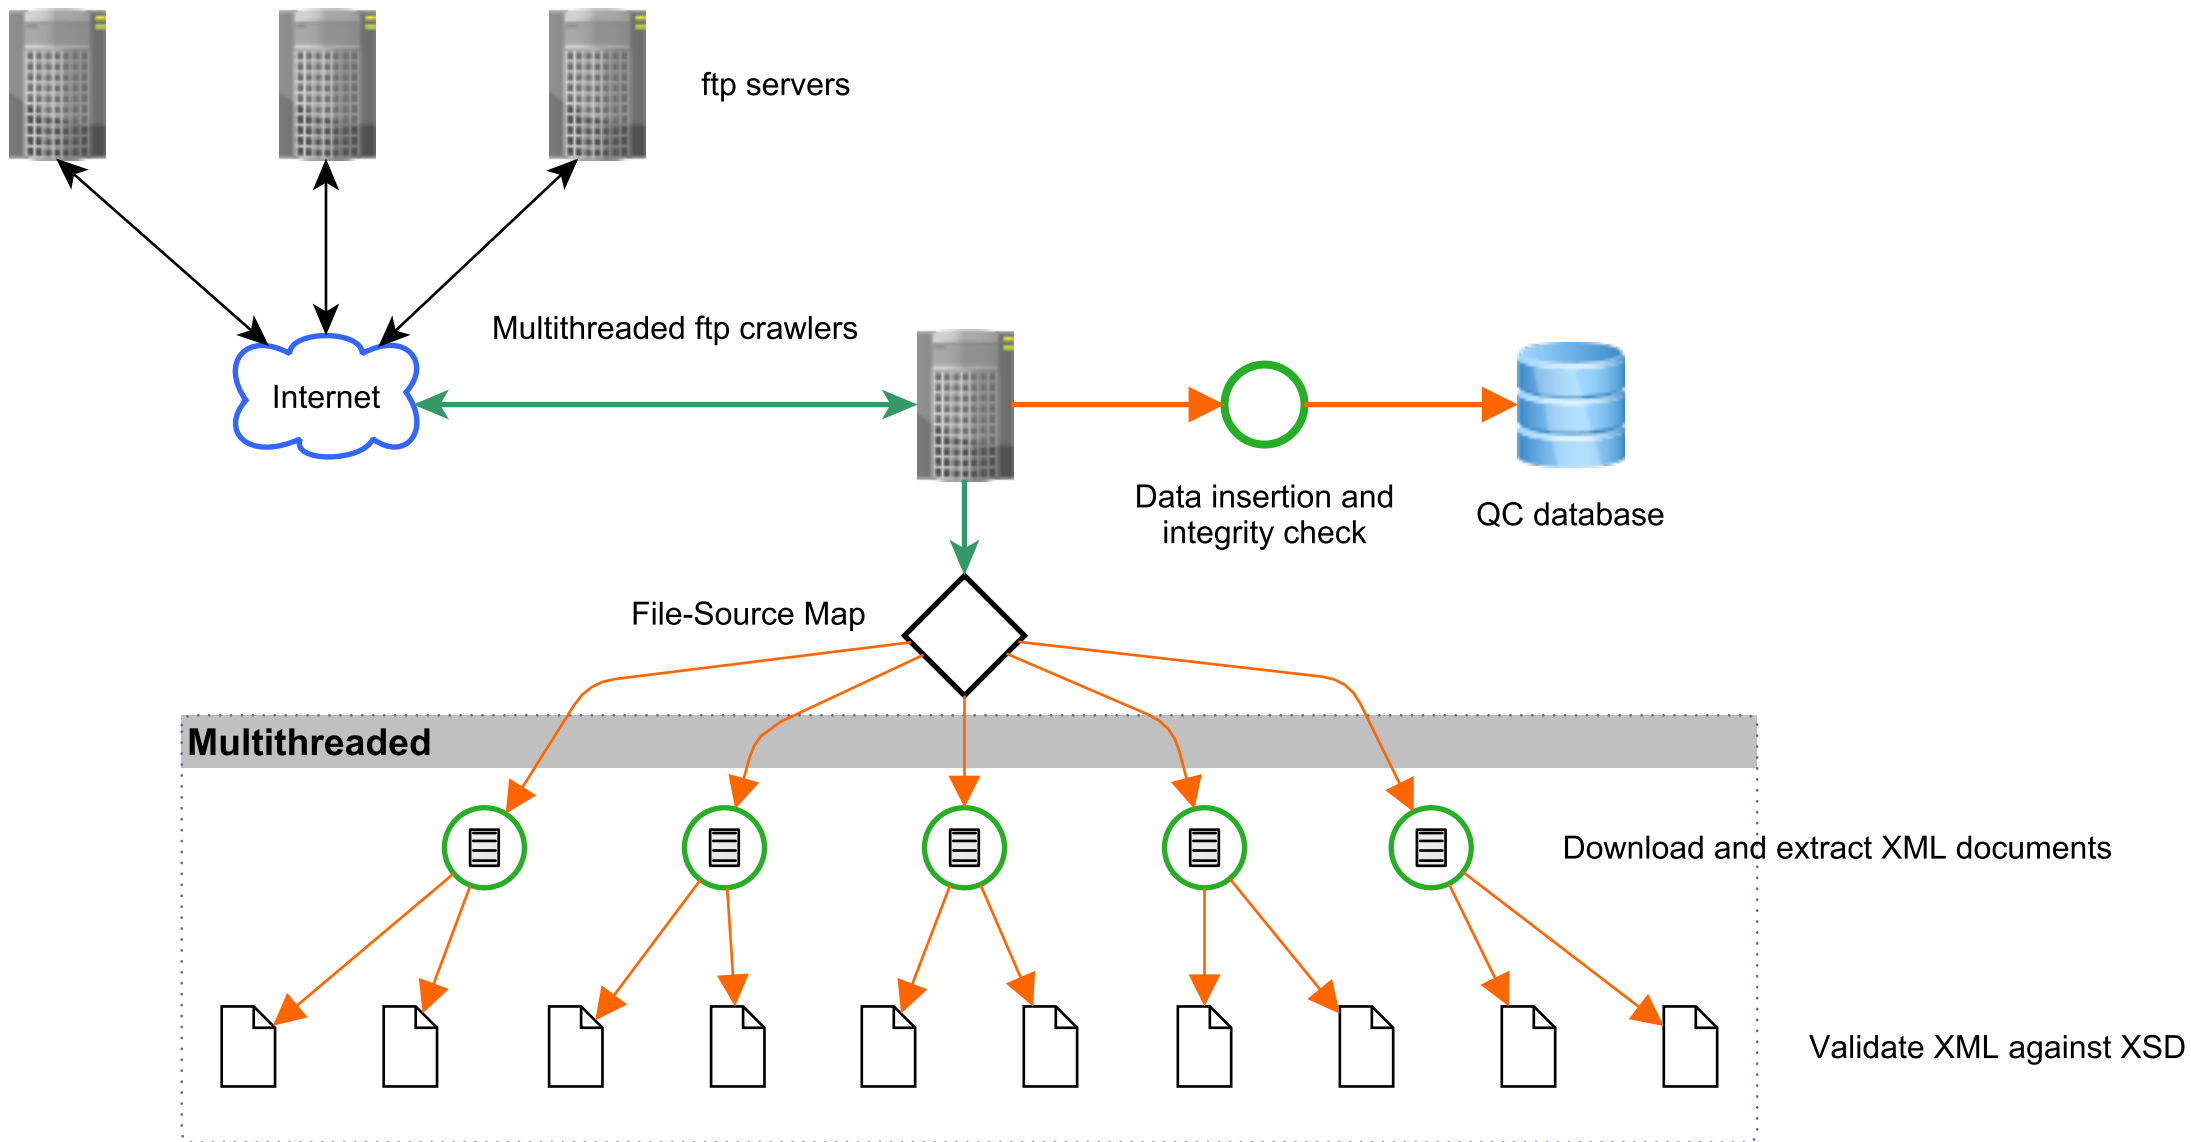 ftp servers
Multithreaded ftp crawlers
Internet
Data insertion and
integrity check
QC database
File-Source Map
Multithreaded
Download and extract XML documents
Validate XML against XSD